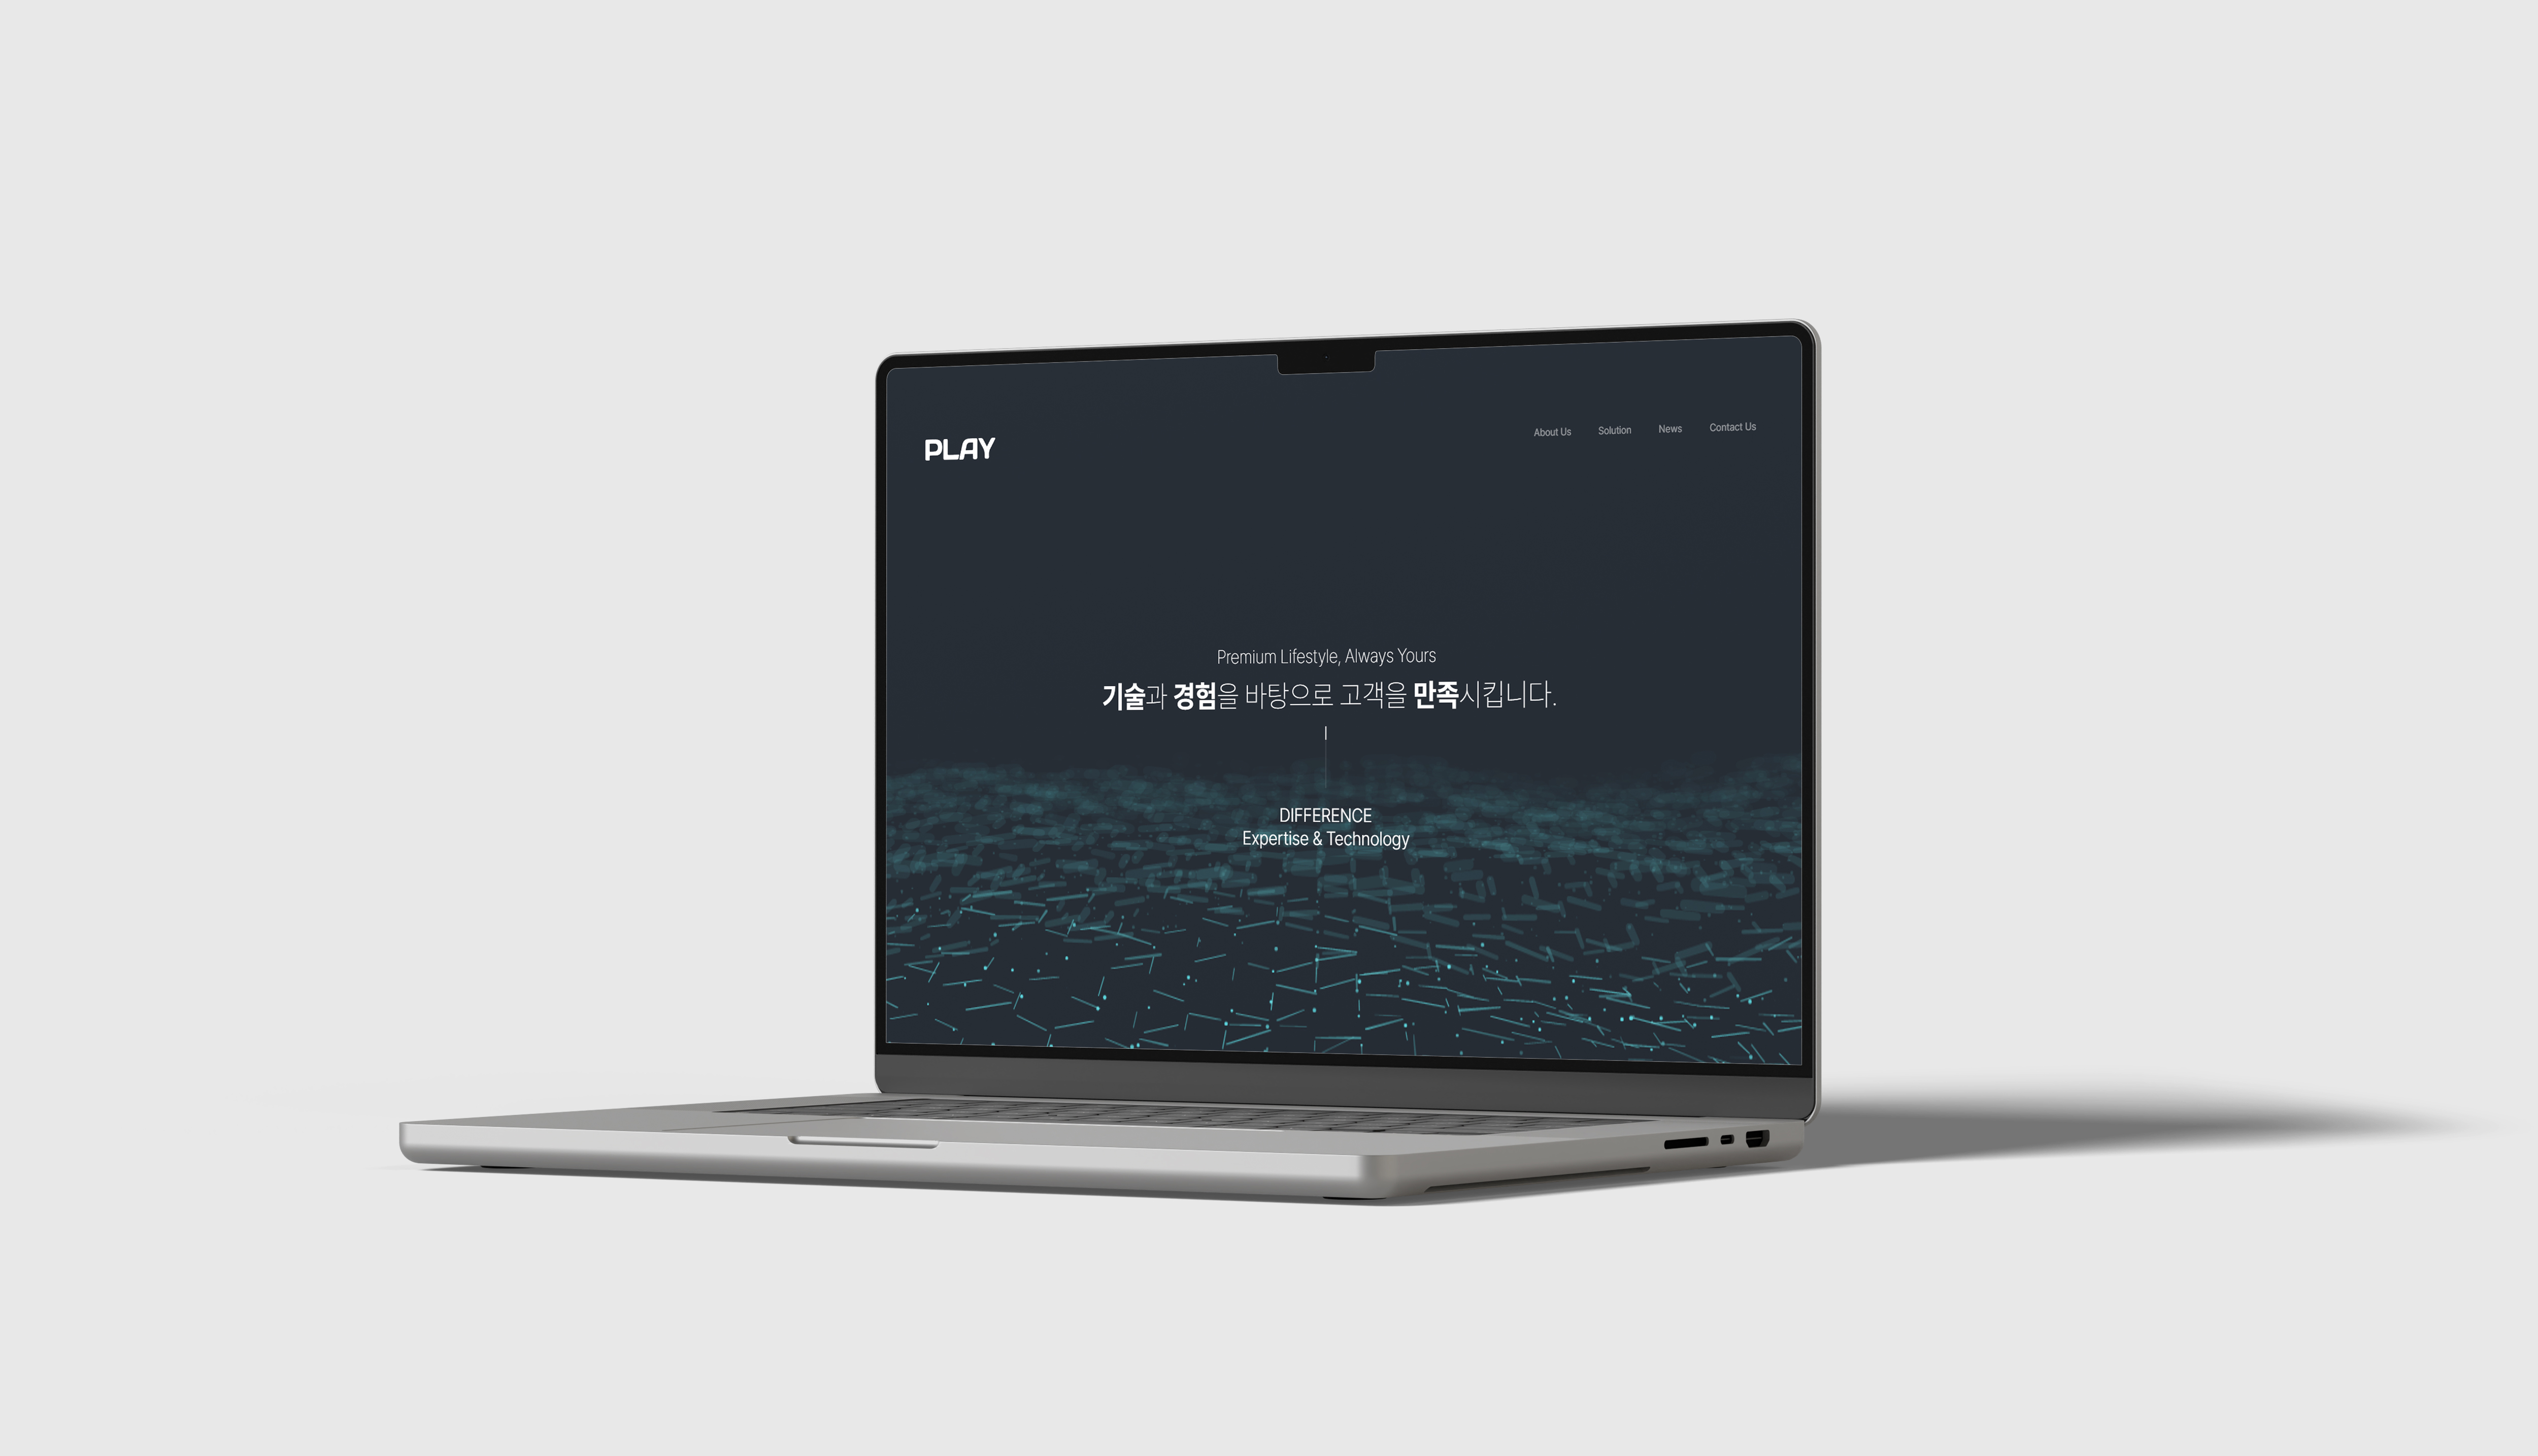 PLAY
About Us Solution News Contact Us
Premium Lifestyle, Always Yours
기술과 경험을 바탕으로 고객을 만족시킵니다.
DIFFERENCE
Expertise & Technology